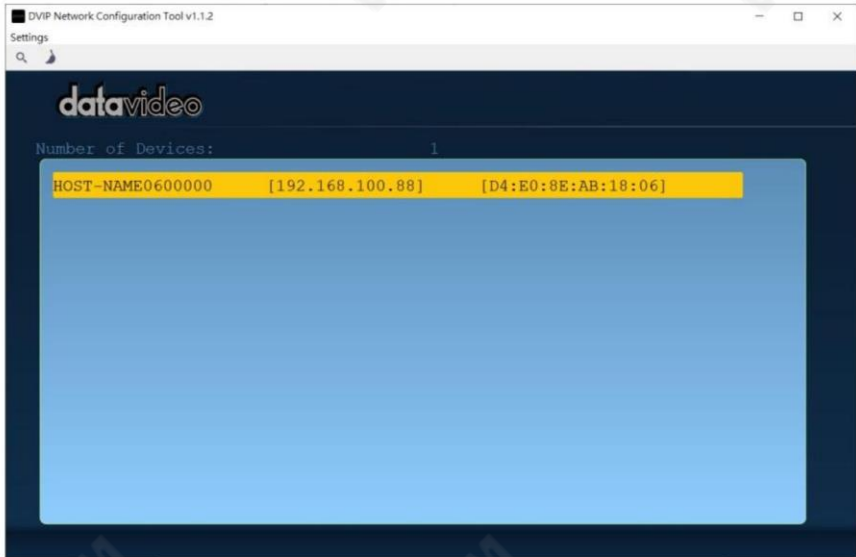 DVIP Network Configuration Tool v1.1.2
Settings
datavideo
Number of Devices: 1
HOST-NAME0600000 [192.168.100.88] [D4:E0:8E:AB:18:06]